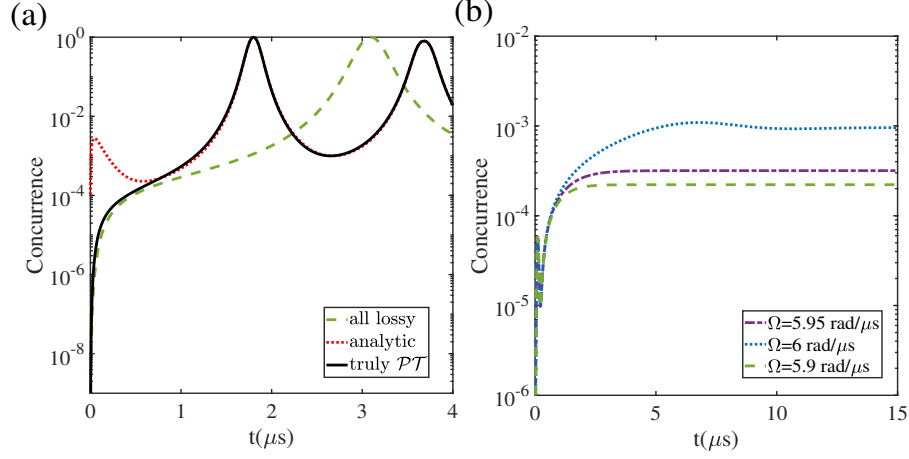 (a)
Concurrence
10^0
10^-2
10^-4
10^-6
10^-8
0 1 2 3 4
t(μs)
all lossy
analytic
truly 𝒫𝒯
(b)
Concurrence
10^-2
10^-3
10^-4
10^-5
10^-6
0 5 10 15
t(μs)
Ω=5.95 rad/μs
Ω=6 rad/μs
Ω=5.9 rad/μs